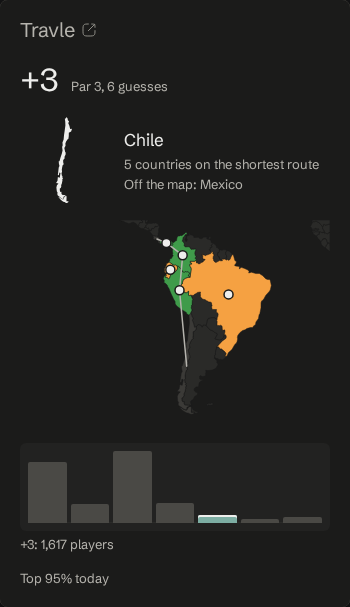 Travle
+3 Par 3, 6 guesses
Chile
5 countries on the shortest route
Off the map: Mexico
+3: 1,617 players
Top 95% today